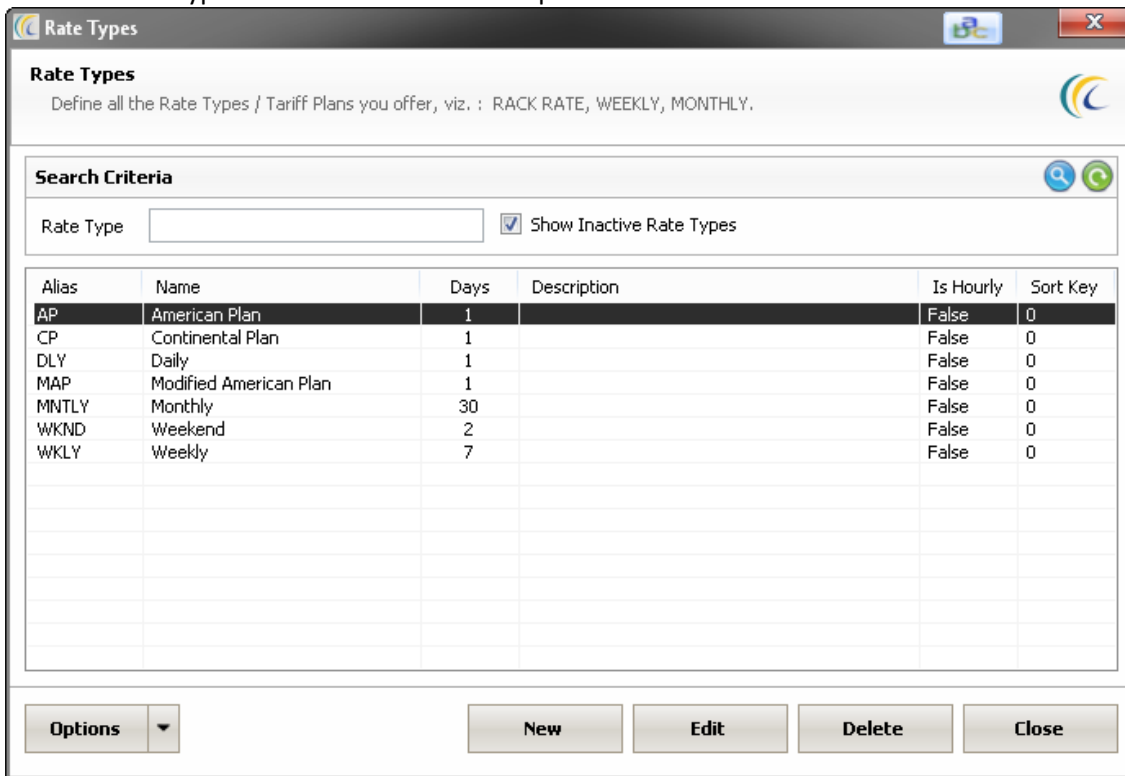 Rate Types
Rate Types
Define all the Rate Types / Tariff Plans you offer, viz. : RACK RATE, WEEKLY, MONTHLY.
Search Criteria
Rate Type Show Inactive Rate Types
Alias Name Days Description Is Hourly Sort Key
AP American Plan 1 False 0
CP Continental Plan 1 False 0
DLY Daily 1 False 0
MAP Modified American Plan 1 False 0
MNTLY Monthly 30 False 0
WKND Weekend 2 False 0
WKLY Weekly 7 False 0
Options New Edit Delete Close